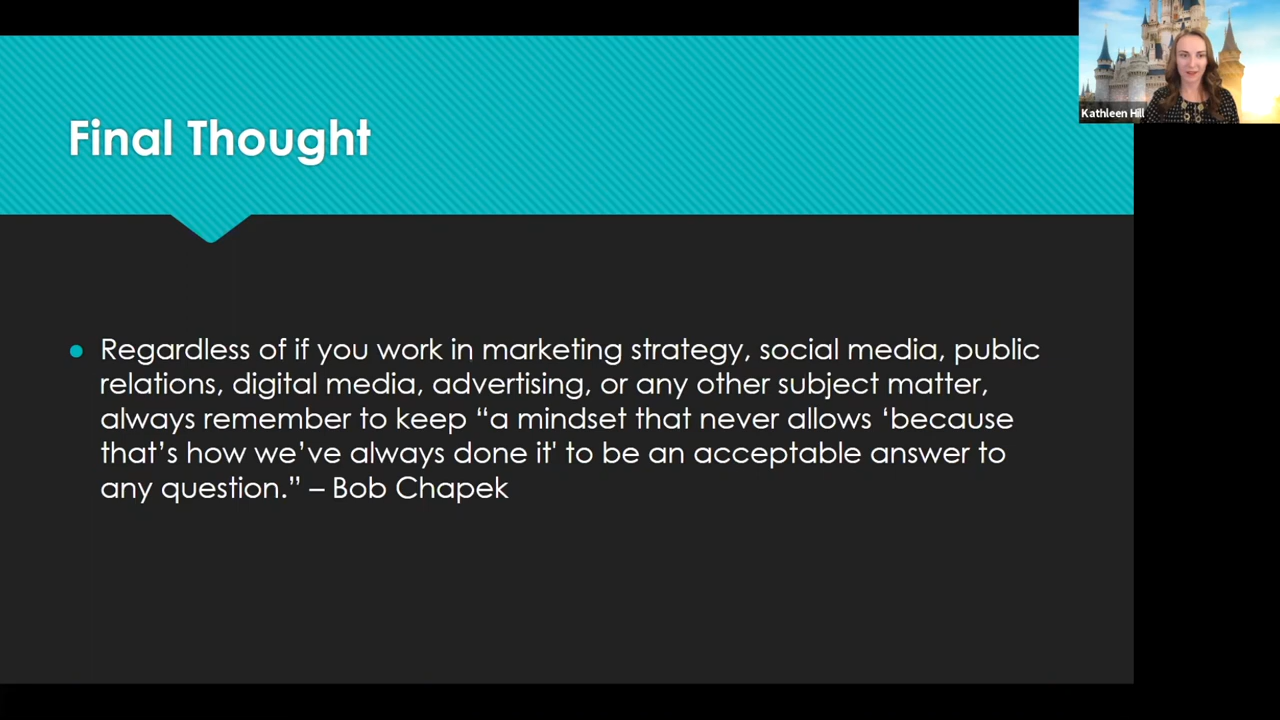 Final Thought
Kathleen Hill
Regardless of if you work in marketing strategy, social media, public
relations, digital media, advertising, or any other subject matter,
always remember to keep “a mindset that never allows ‘because
that’s how we’ve always done it' to be an acceptable answer to
any question.” – Bob Chapek